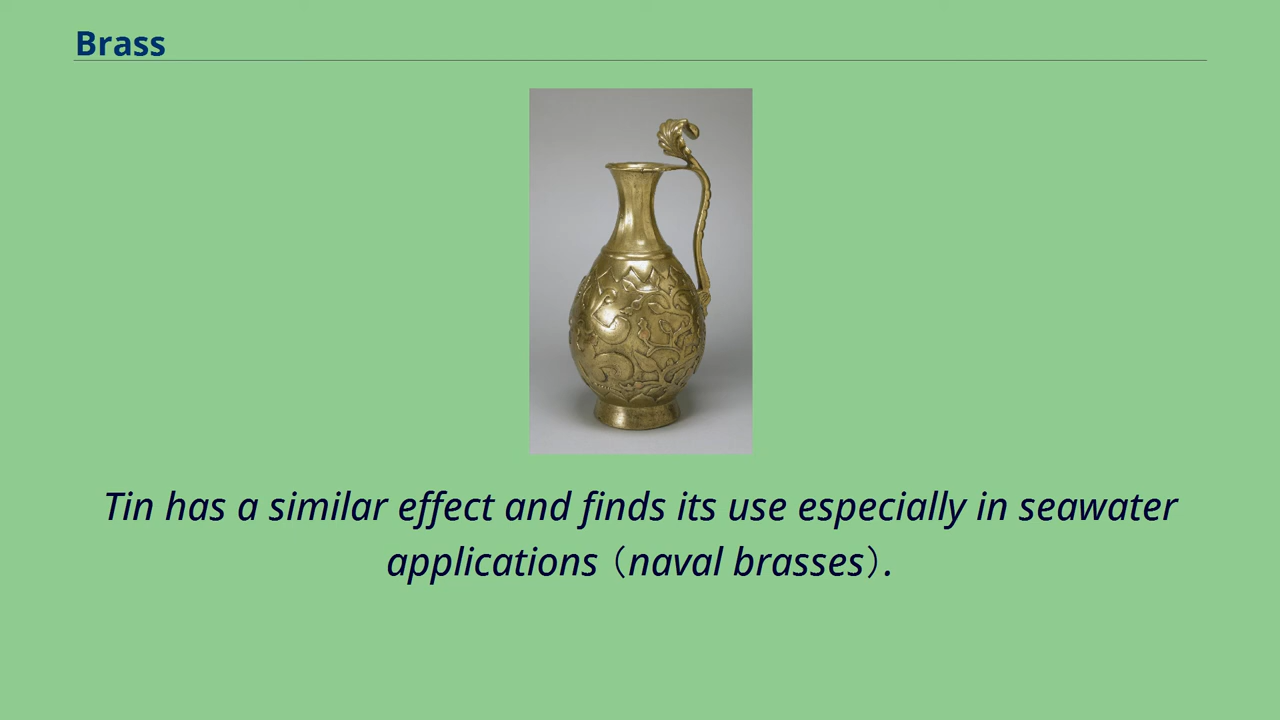 Brass
Tin has a similar effect and finds its use especially in seawater
applications（naval brasses）.